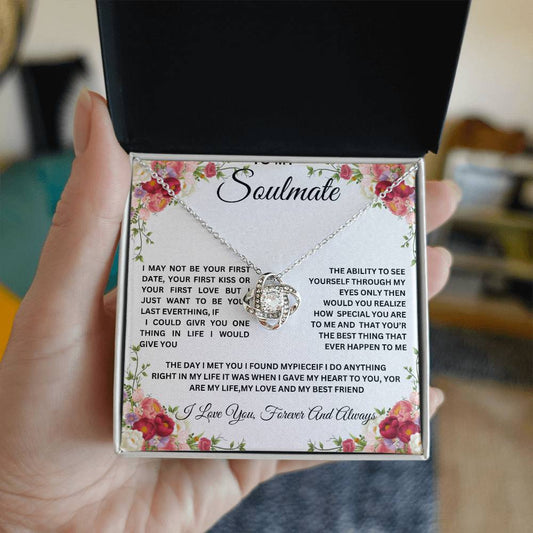 TO MY
Soulmate
I MAY NOT BE YOUR FIRST
DATE, YOUR FIRST KISS OR
YOUR FIRST LOVE BUT I
JUST WANT TO BE YOU
LAST EVERTHING, IF
I COULD GIVR YOU ONE
THING IN LIFE I WOULD
GIVE YOU
THE ABILITY TO SEE
YOURSELF THROUGH MY
EYES ONLY THEN
WOULD YOU REALIZE
HOW SPECIAL YOU ARE
TO ME AND THAT YOU'R
THE BEST THING THAT
EVER HAPPEN TO ME
THE DAY I MET YOU I FOUND MYPIECEIF I DO ANYTHING
RIGHT IN MY LIFE IT WAS WHEN I GAVE MY HEART TO YOU, YOR
ARE MY LIFE,MY LOVE AND MY BEST FRIEND
I Love You, Forever And Always